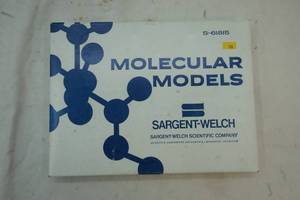 S-61815
MOLECULAR
MODELS
SARGENT-WELCH
SARGENT-WELCH SCIENTIFIC COMPANY